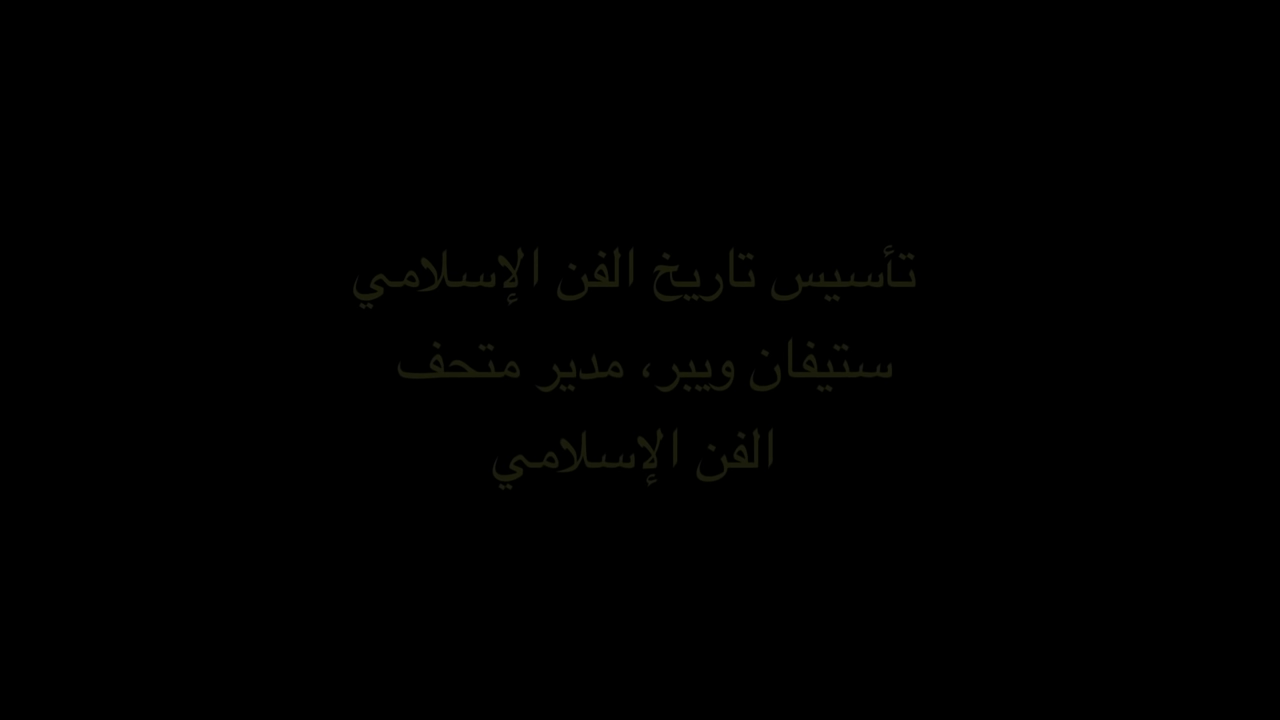 تأسيس تاريخ الفن الإسلامي
ستيفان ويبر، مدير متحف
الفن الإسلامي